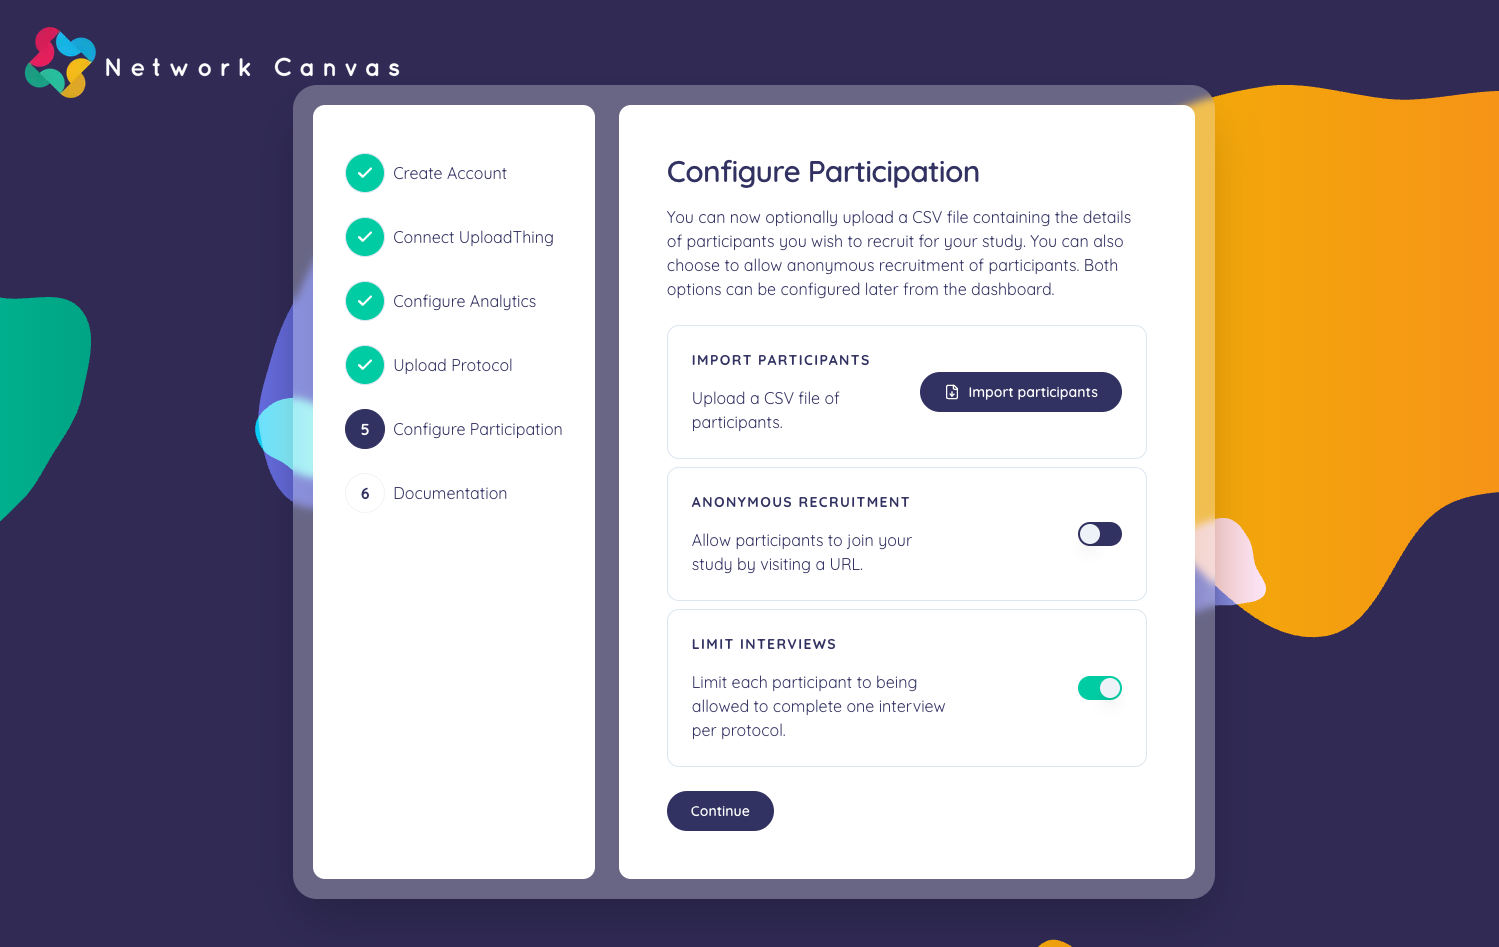 Network Canvas
Create Account
Connect UploadThing
Configure Analytics
Upload Protocol
5 Configure Participation
6 Documentation
Configure Participation
You can now optionally upload a CSV file containing the details
of participants you wish to recruit for your study. You can also
choose to allow anonymous recruitment of participants. Both
options can be configured later from the dashboard.
IMPORT PARTICIPANTS
Upload a CSV file of
participants.
Import participants
ANONYMOUS RECRUITMENT
Allow participants to join your
study by visiting a URL.
LIMIT INTERVIEWS
Limit each participant to being
allowed to complete one interview
per protocol.
Continue